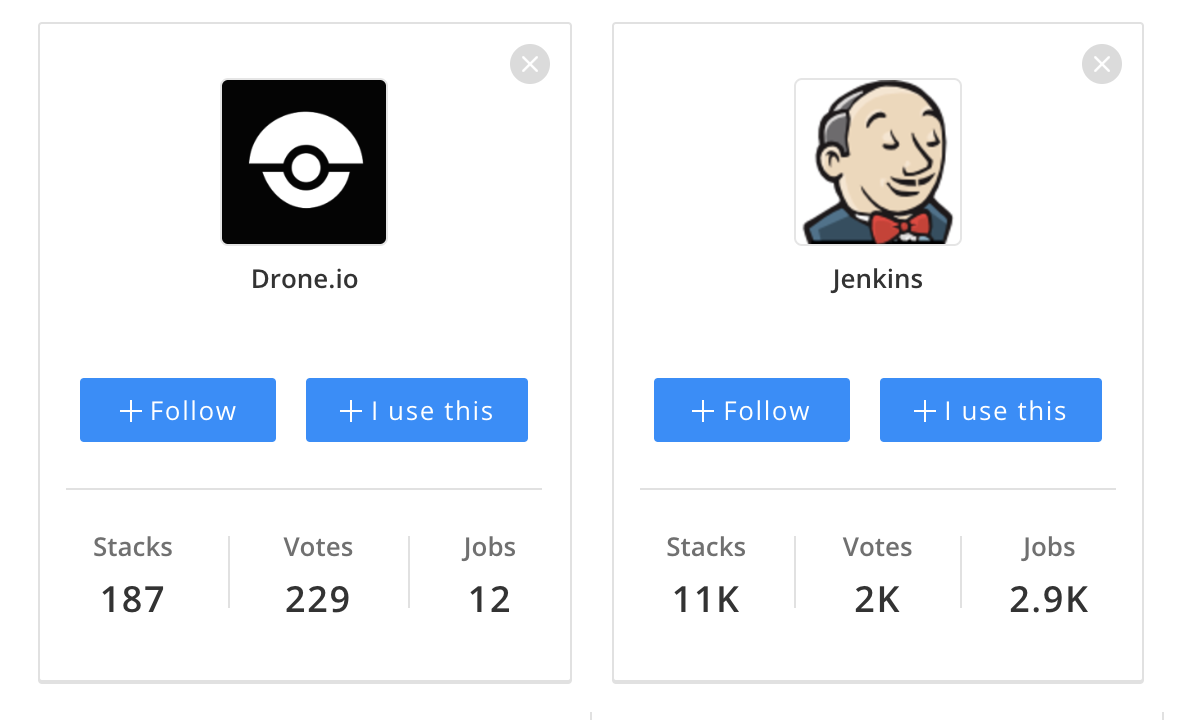 Drone.io
+ Follow
+ I use this
Stacks
Votes
Jobs
187
229
12
Jenkins
+ Follow
+ I use this
Stacks
Votes
Jobs
11K
2K
2.9K